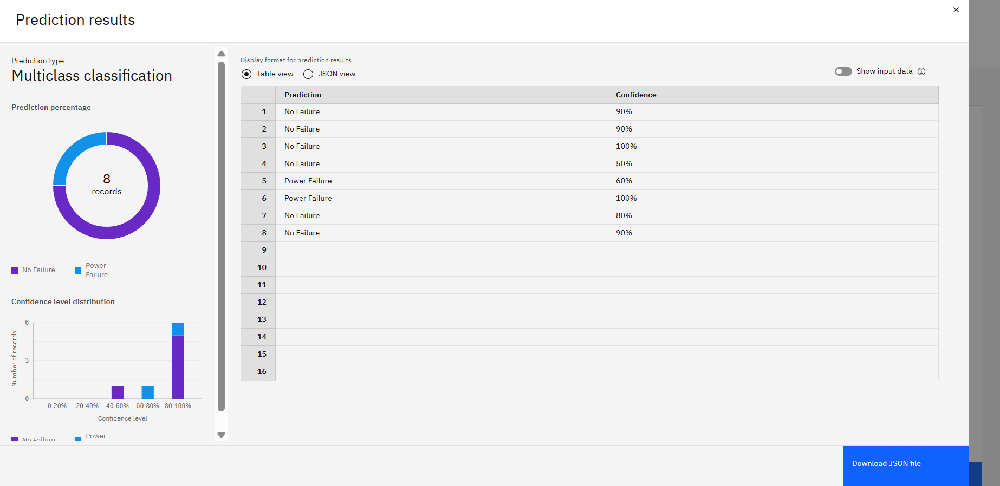 Prediction results
Prediction type
Multiclass classification
Prediction percentage
8
records
No Failure
Power
Failure
Confidence level distribution
Number of records
6
3
0
0-20% 20-40% 40-60% 60-80% 80-100%
Confidence level
No Failure
Power
Display format for prediction results
Table view JSON view
Show input data
Prediction Confidence
1 No Failure 90%
2 No Failure 90%
3 No Failure 100%
4 No Failure 50%
5 Power Failure 60%
6 Power Failure 100%
7 No Failure 80%
8 No Failure 90%
9
10
11
12
13
14
15
16
Download JSON file